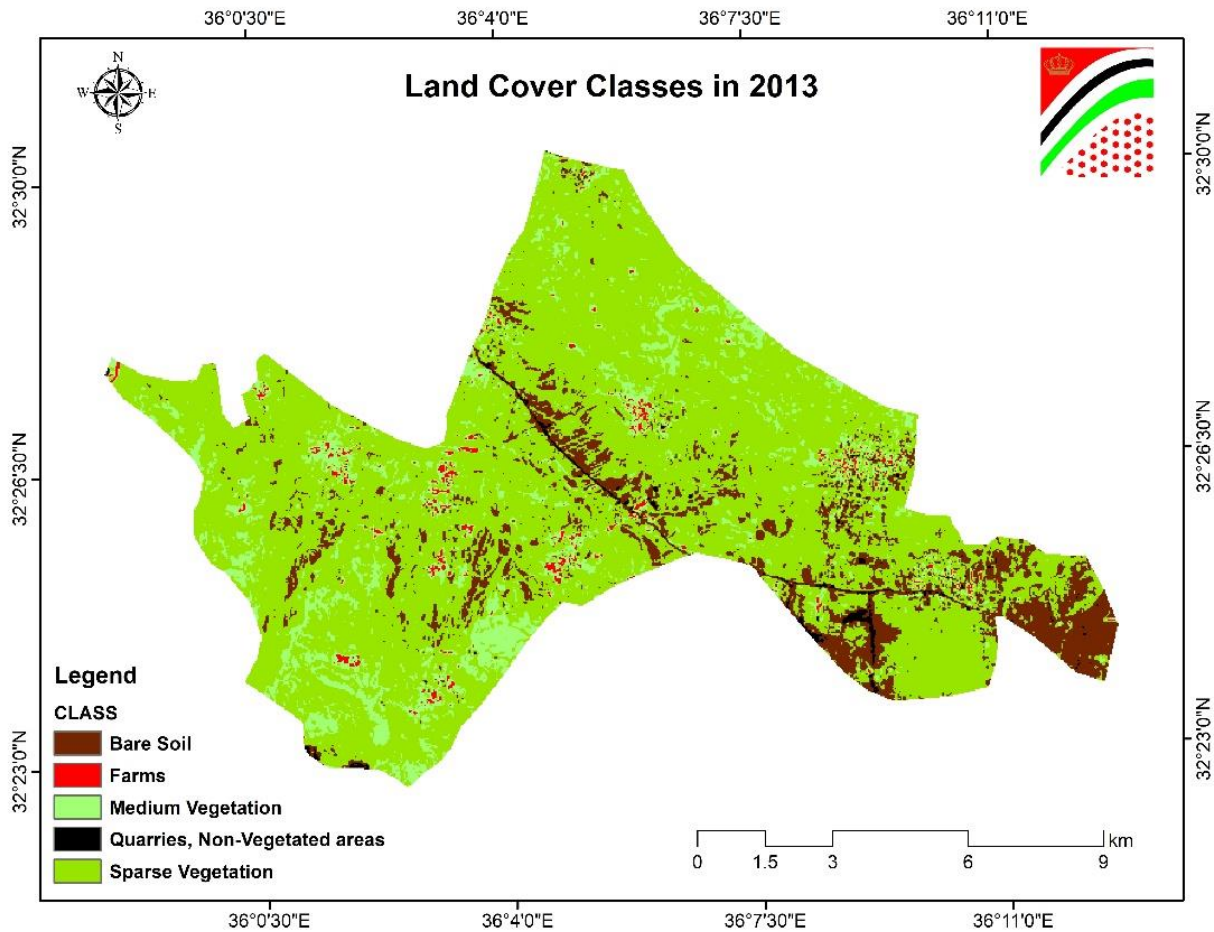 36°0'30"E 36°4'0"E 36°7'30"E 36°11'0"E
N
W E
S
Land Cover Classes in 2013
32°30'0"N
32°30'0"N
32°26'30"N
32°26'30"N
32°23'0"N
32°23'0"N
Legend
CLASS
Bare Soil
Farms
Medium Vegetation
Quarries, Non-Vegetated areas
Sparse Vegetation
km
0 1.5 3 6 9
36°0'30"E 36°4'0"E 36°7'30"E 36°11'0"E